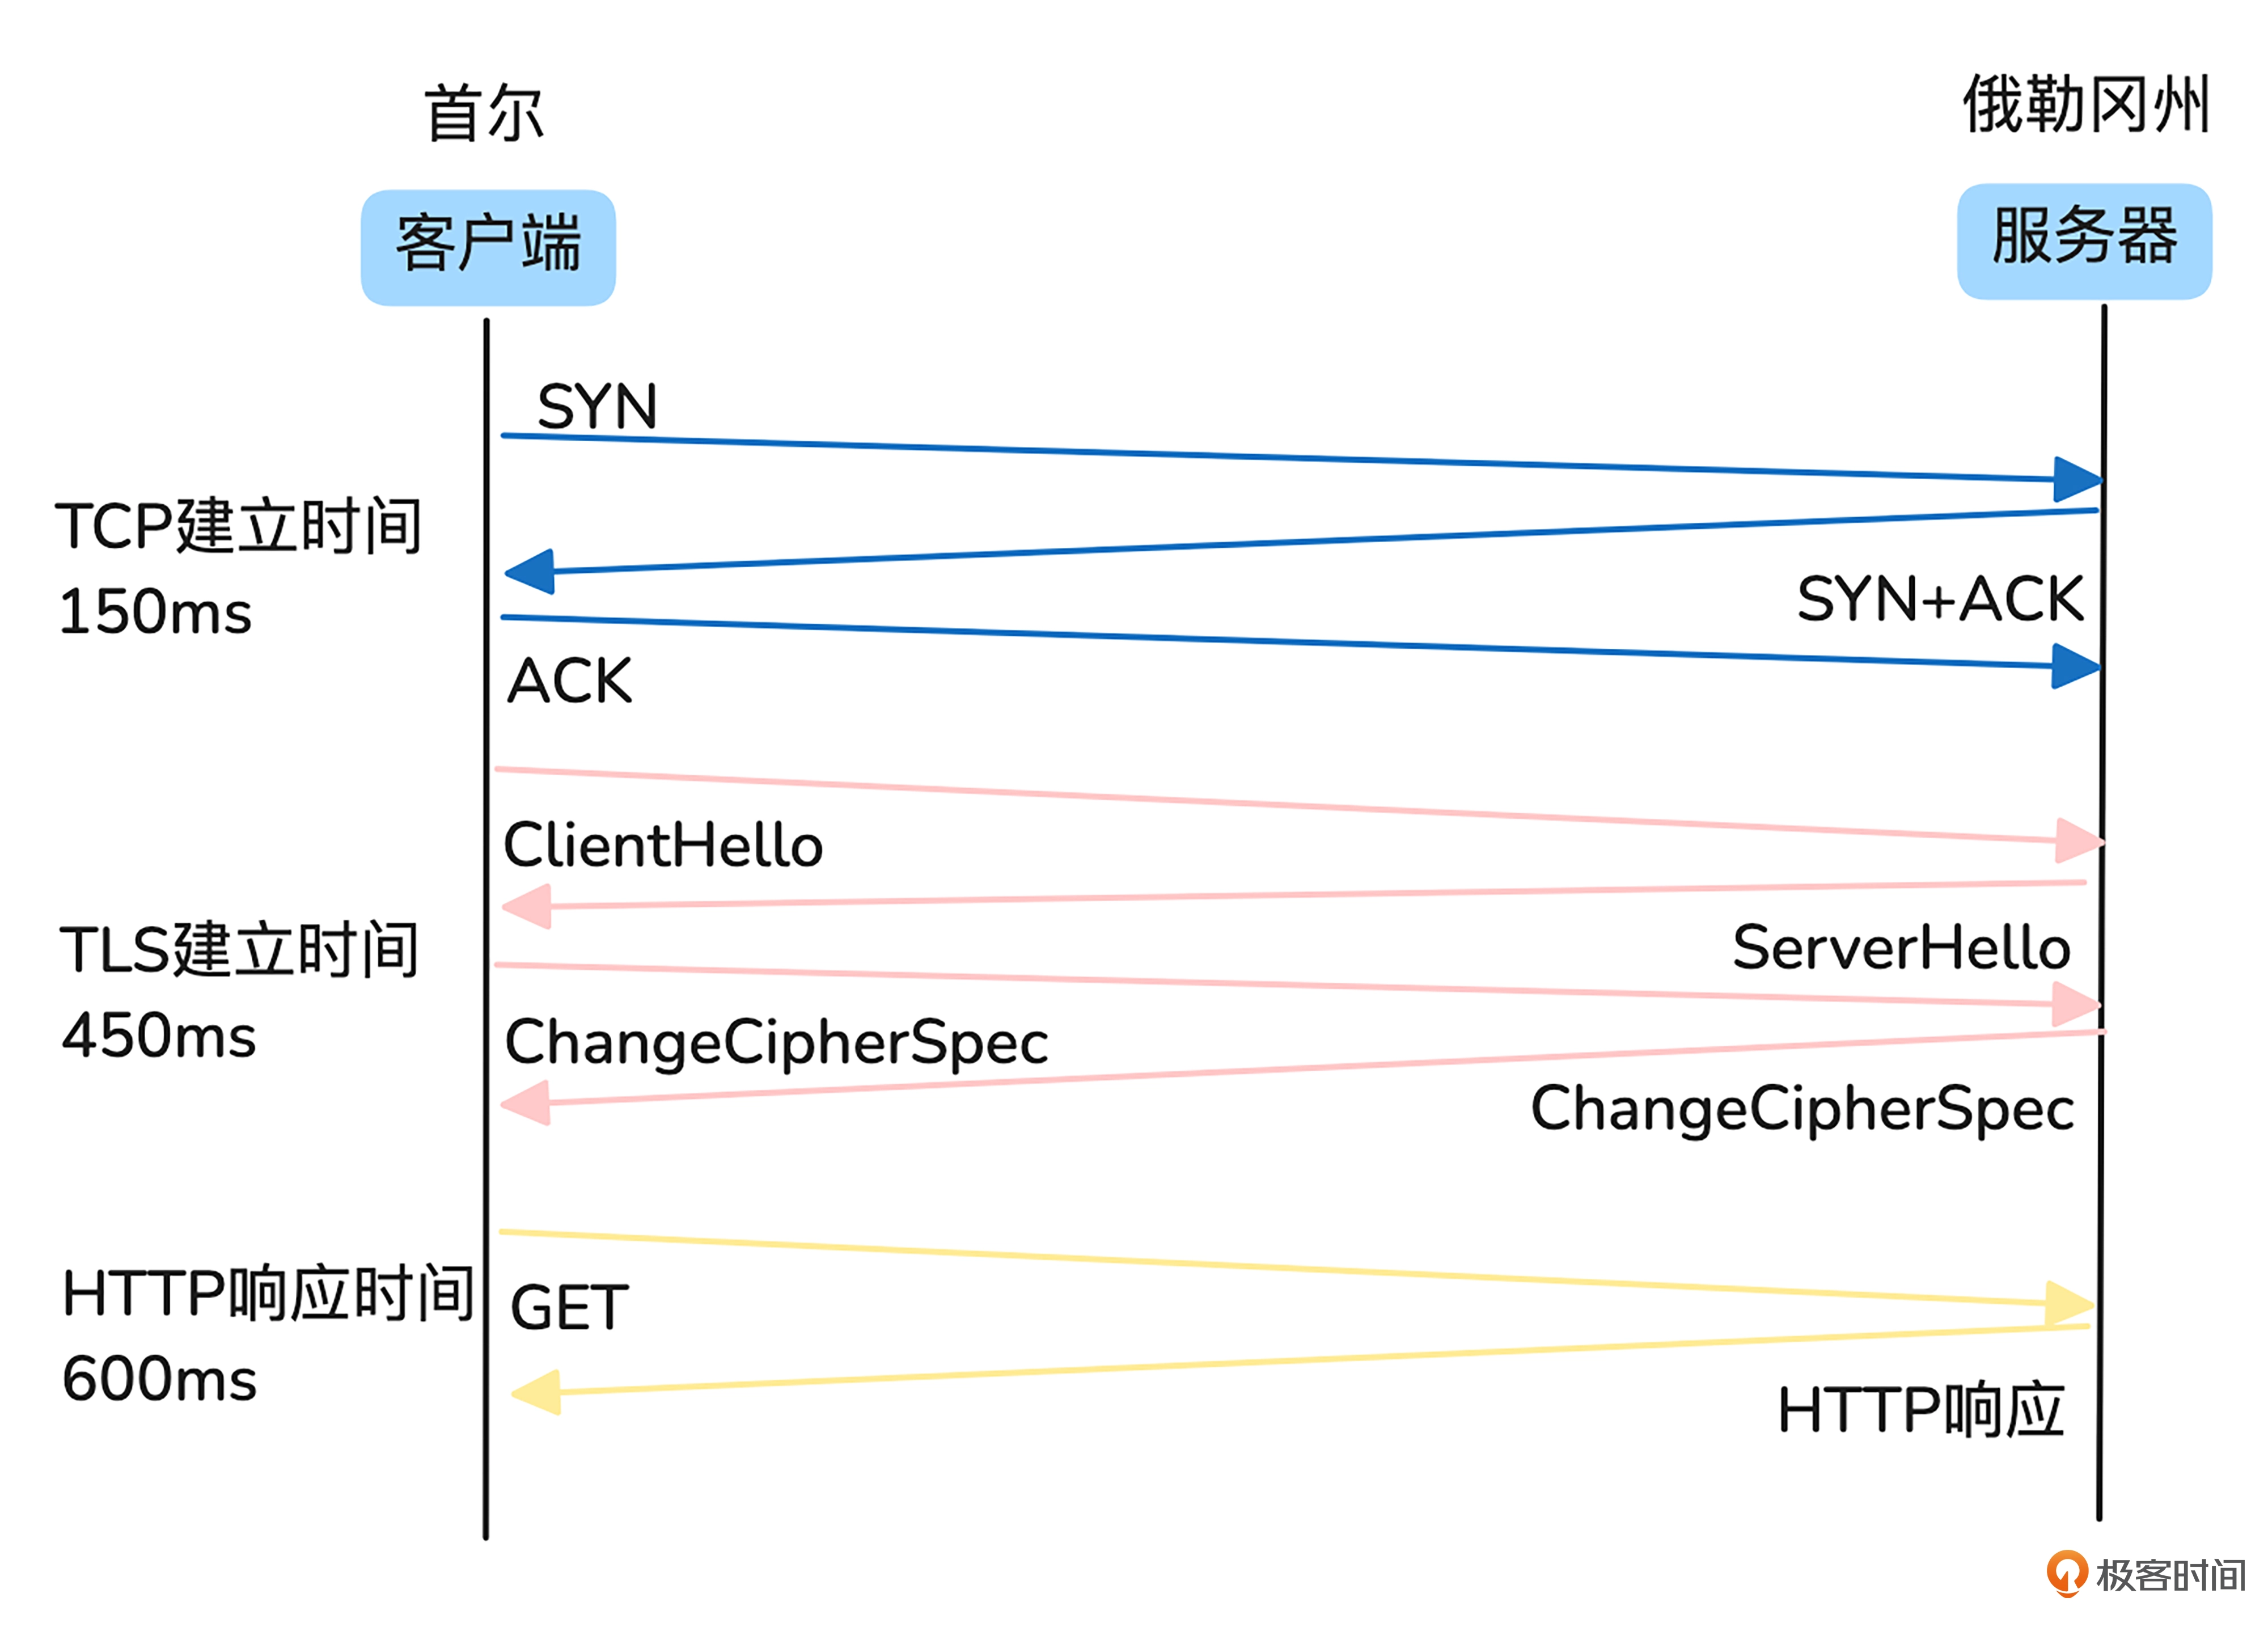 首尔
俄勒冈州
客户端
服务器
SYN
TCP建立时间
150ms
SYN+ACK
ACK
ClientHello
TLS建立时间
450ms
ServerHello
ChangeCipherSpec
ChangeCipherSpec
HTTP响应时间
600ms
GET
HTTP响应
极客时间